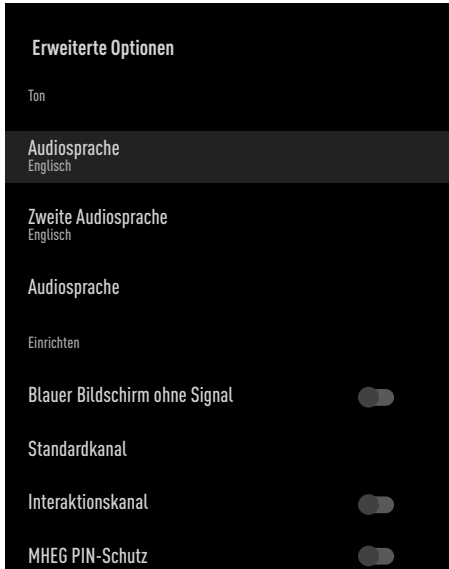 Erweiterte Optionen
Ton
Audiosprache
Englisch
Zweite Audiosprache
Englisch
Audiosprache
Einrichten
Blauer Bildschirm ohne Signal
Standardkanal
Interaktionskanal
MHEG PIN-Schutz